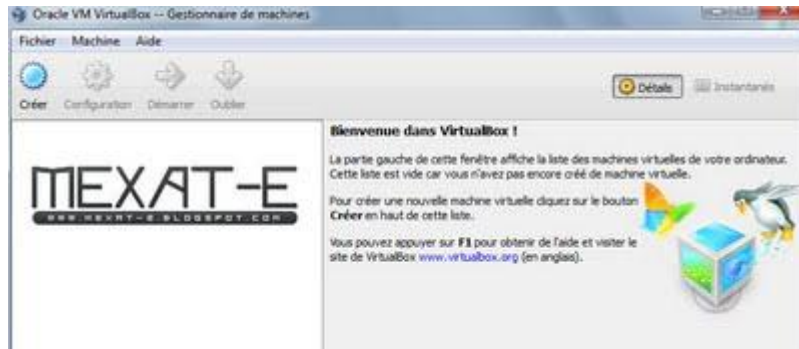 Oracle VM VirtualBox -- Gestionnaire de machines
Fichier Machine Aide
Créer Configuration Démarrer Oublier
Détails Instantanés
MEXAT-E
WWW.MEXAT-E.BLOGSPOT.COM
Bienvenue dans VirtualBox !
La partie gauche de cette fenêtre affiche la liste des machines virtuelles de votre ordinateur.
Cette liste est vide car vous n'avez pas encore créé de machine virtuelle.
Pour créer une nouvelle machine virtuelle cliquez sur le bouton
Créer en haut de cette liste.
Vous pouvez appuyer sur F1 pour obtenir de l'aide et visiter le
site de VirtualBox www.virtualbox.org (en anglais).